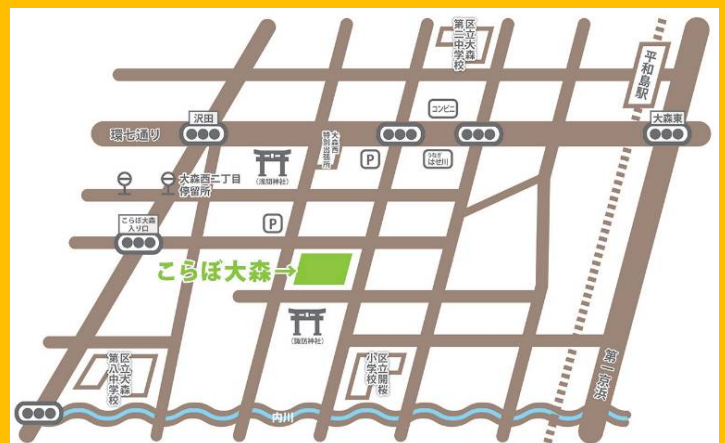 区立大森
第二中学校
平和島駅
沢田
コンビニ
大森東
環七通り
大森西
特別出張所
P
うなぎ
はせ川
(浅間神社)
大森西二丁目
停留所
P
こらぼ大森
入り口
こらぼ大森→
(諏訪神社)
区立大森
第八中学校
区立開桜
小学校
第一京浜
内川